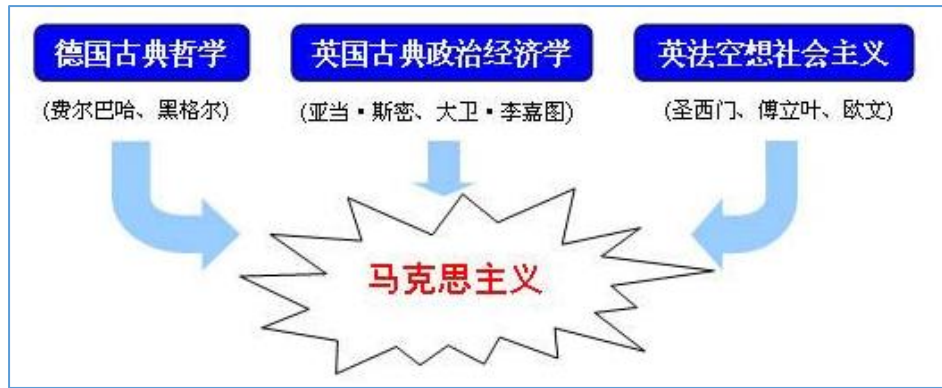 德国古典哲学
英国古典政治经济学
英法空想社会主义
(费尔巴哈、黑格尔)
(亚当·斯密、大卫·李嘉图)
(圣西门、傅立叶、欧文)
马克思主义